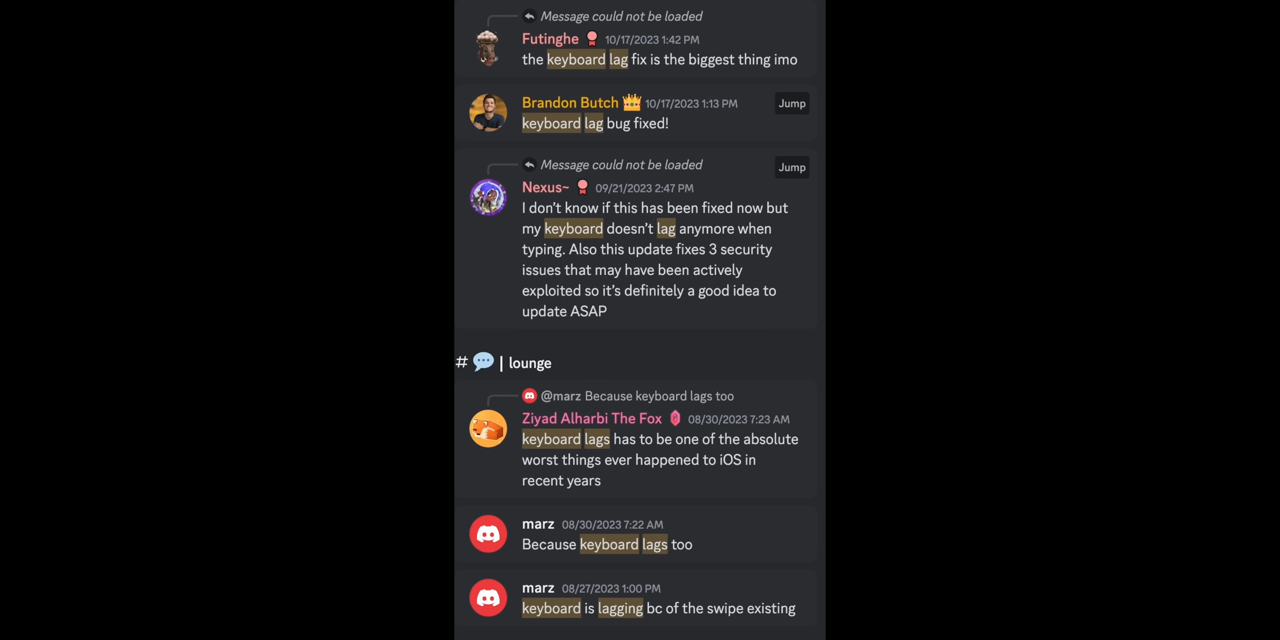 Message could not be loaded
Futinghe 10/17/2023 1:42 PM
the keyboard lag fix is the biggest thing imo
Brandon Butch 10/17/2023 1:13 PM
Jump
keyboard lag bug fixed!
Message could not be loaded
Jump
Nexus~ 09/21/2023 2:47 PM
I don't know if this has been fixed now but
my keyboard doesn't lag anymore when
typing. Also this update fixes 3 security
issues that may have been actively
exploited so it's definitely a good idea to
update ASAP
# 💬 | lounge
@marz Because keyboard lags too
Ziyad Alharbi The Fox 08/30/2023 7:23 AM
keyboard lags has to be one of the absolute
worst things ever happened to iOS in
recent years
marz 08/30/2023 7:22 AM
Because keyboard lags too
marz 08/27/2023 1:00 PM
keyboard is lagging bc of the swipe existing